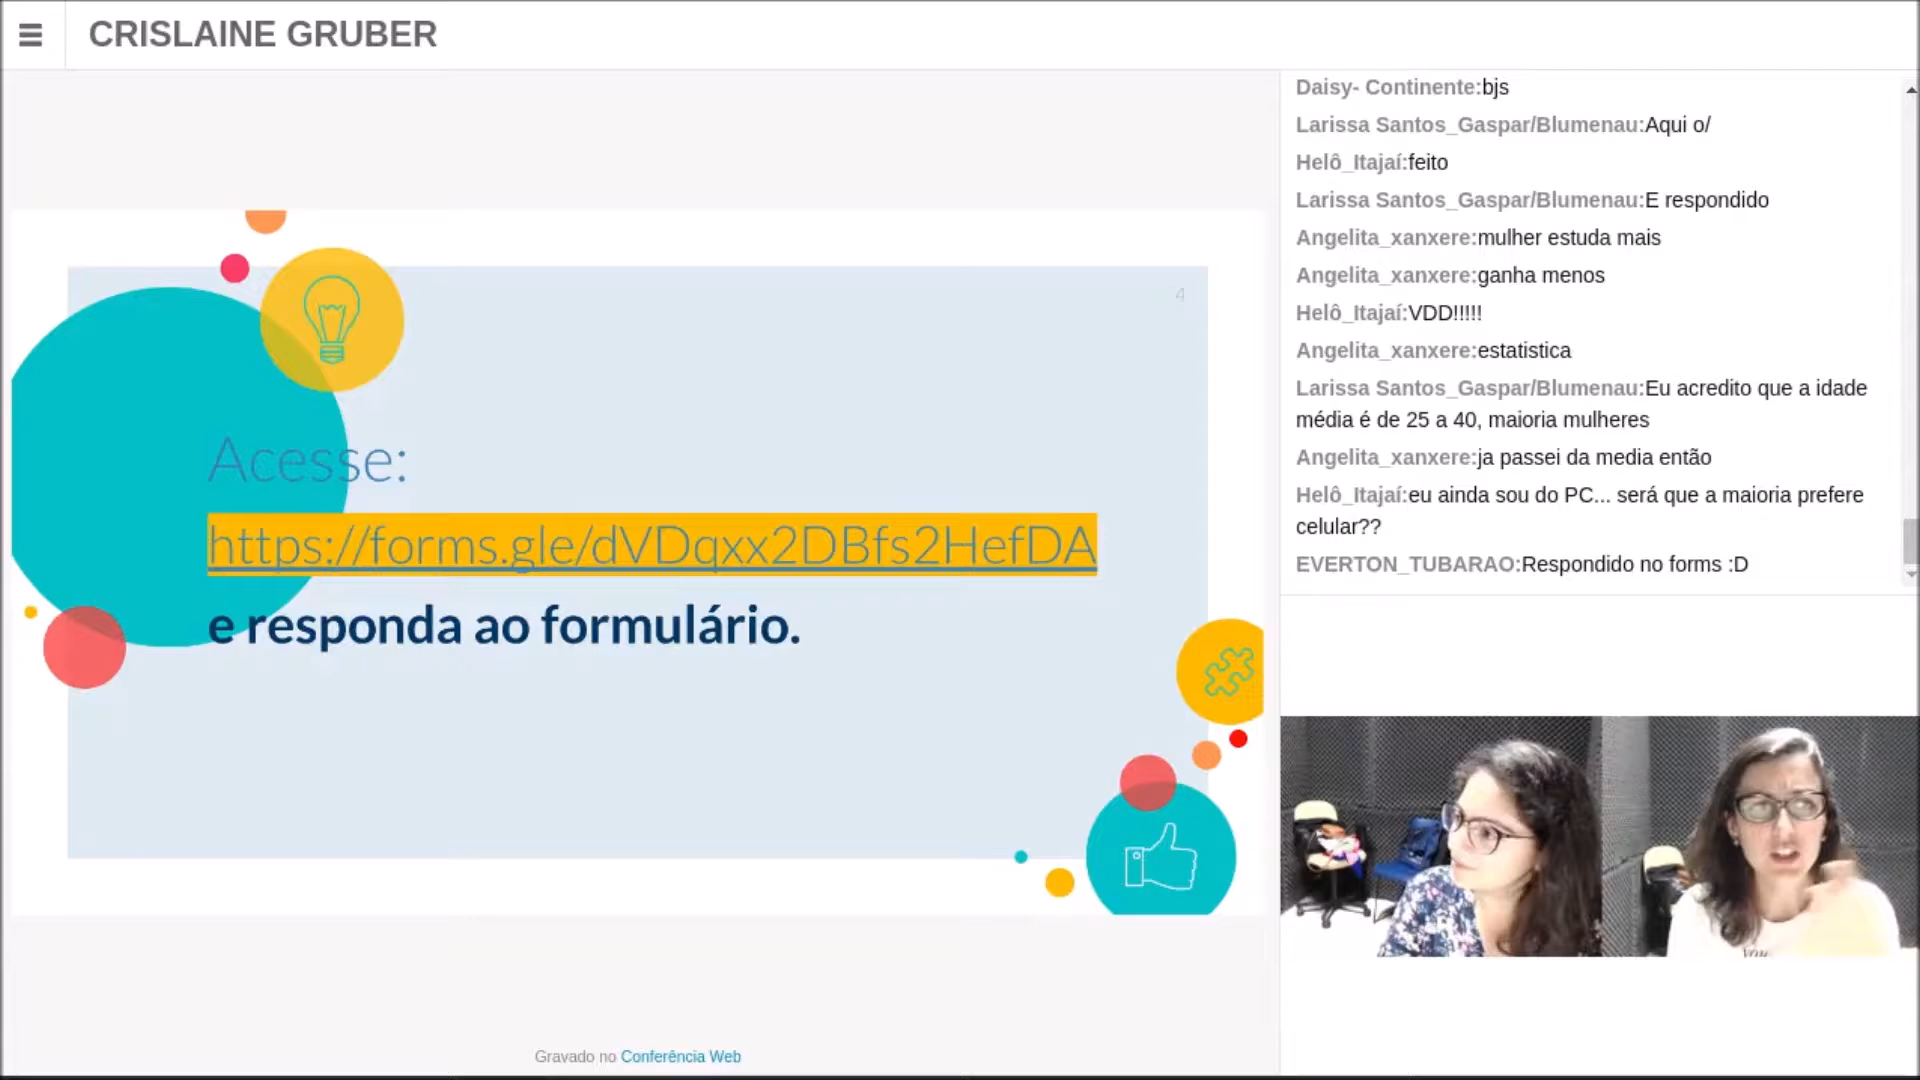 CRISLAINE GRUBER
4
Acesse:
https://forms.gle/dVDqxx2DBfs2HefDA
e responda ao formulário.
Gravado no Conferência Web
Daisy- Continente:bjs
Larissa Santos_Gaspar/Blumenau:Aqui o/
Helô_Itajaí:feito
Larissa Santos_Gaspar/Blumenau:E respondido
Angelita_xanxere:mulher estuda mais
Angelita_xanxere:ganha menos
Helô_Itajaí:VDD!!!!!
Angelita_xanxere:estatistica
Larissa Santos_Gaspar/Blumenau:Eu acredito que a idade
média é de 25 a 40, maioria mulheres
Angelita_xanxere:ja passei da media então
Helô_Itajaí:eu ainda sou do PC... será que a maioria prefere
celular??
EVERTON_TUBARAO:Respondido no forms :D